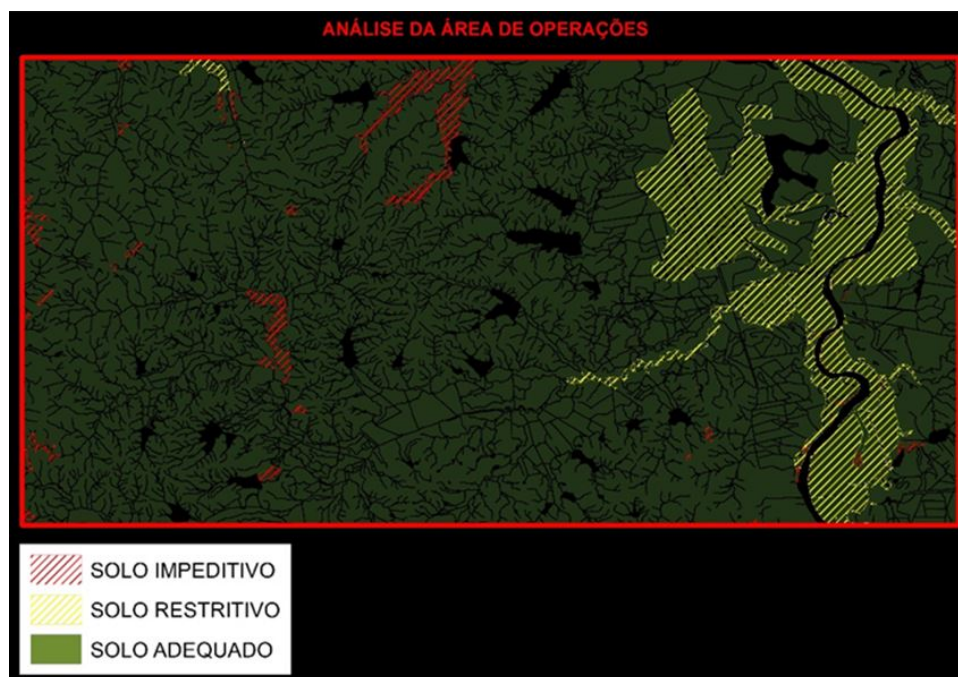 ANÁLISE DA ÁREA DE OPERAÇÕES
SOLO IMPEDITIVO
SOLO RESTRITIVO
SOLO ADEQUADO